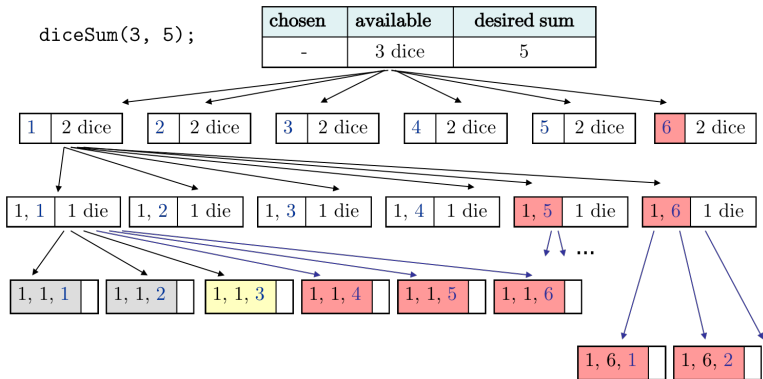 chosen available desired sum
diceSum(3, 5);
- 3 dice 5
1 2 dice 2 2 dice 3 2 dice 4 2 dice 5 2 dice 6 2 dice
1, 1 1 die 1, 2 1 die 1, 3 1 die 1, 4 1 die 1, 5 1 die 1, 6 1 die
...
1, 1, 1 1, 1, 2 1, 1, 3 1, 1, 4 1, 1, 5 1, 1, 6
1, 6, 1 1, 6, 2